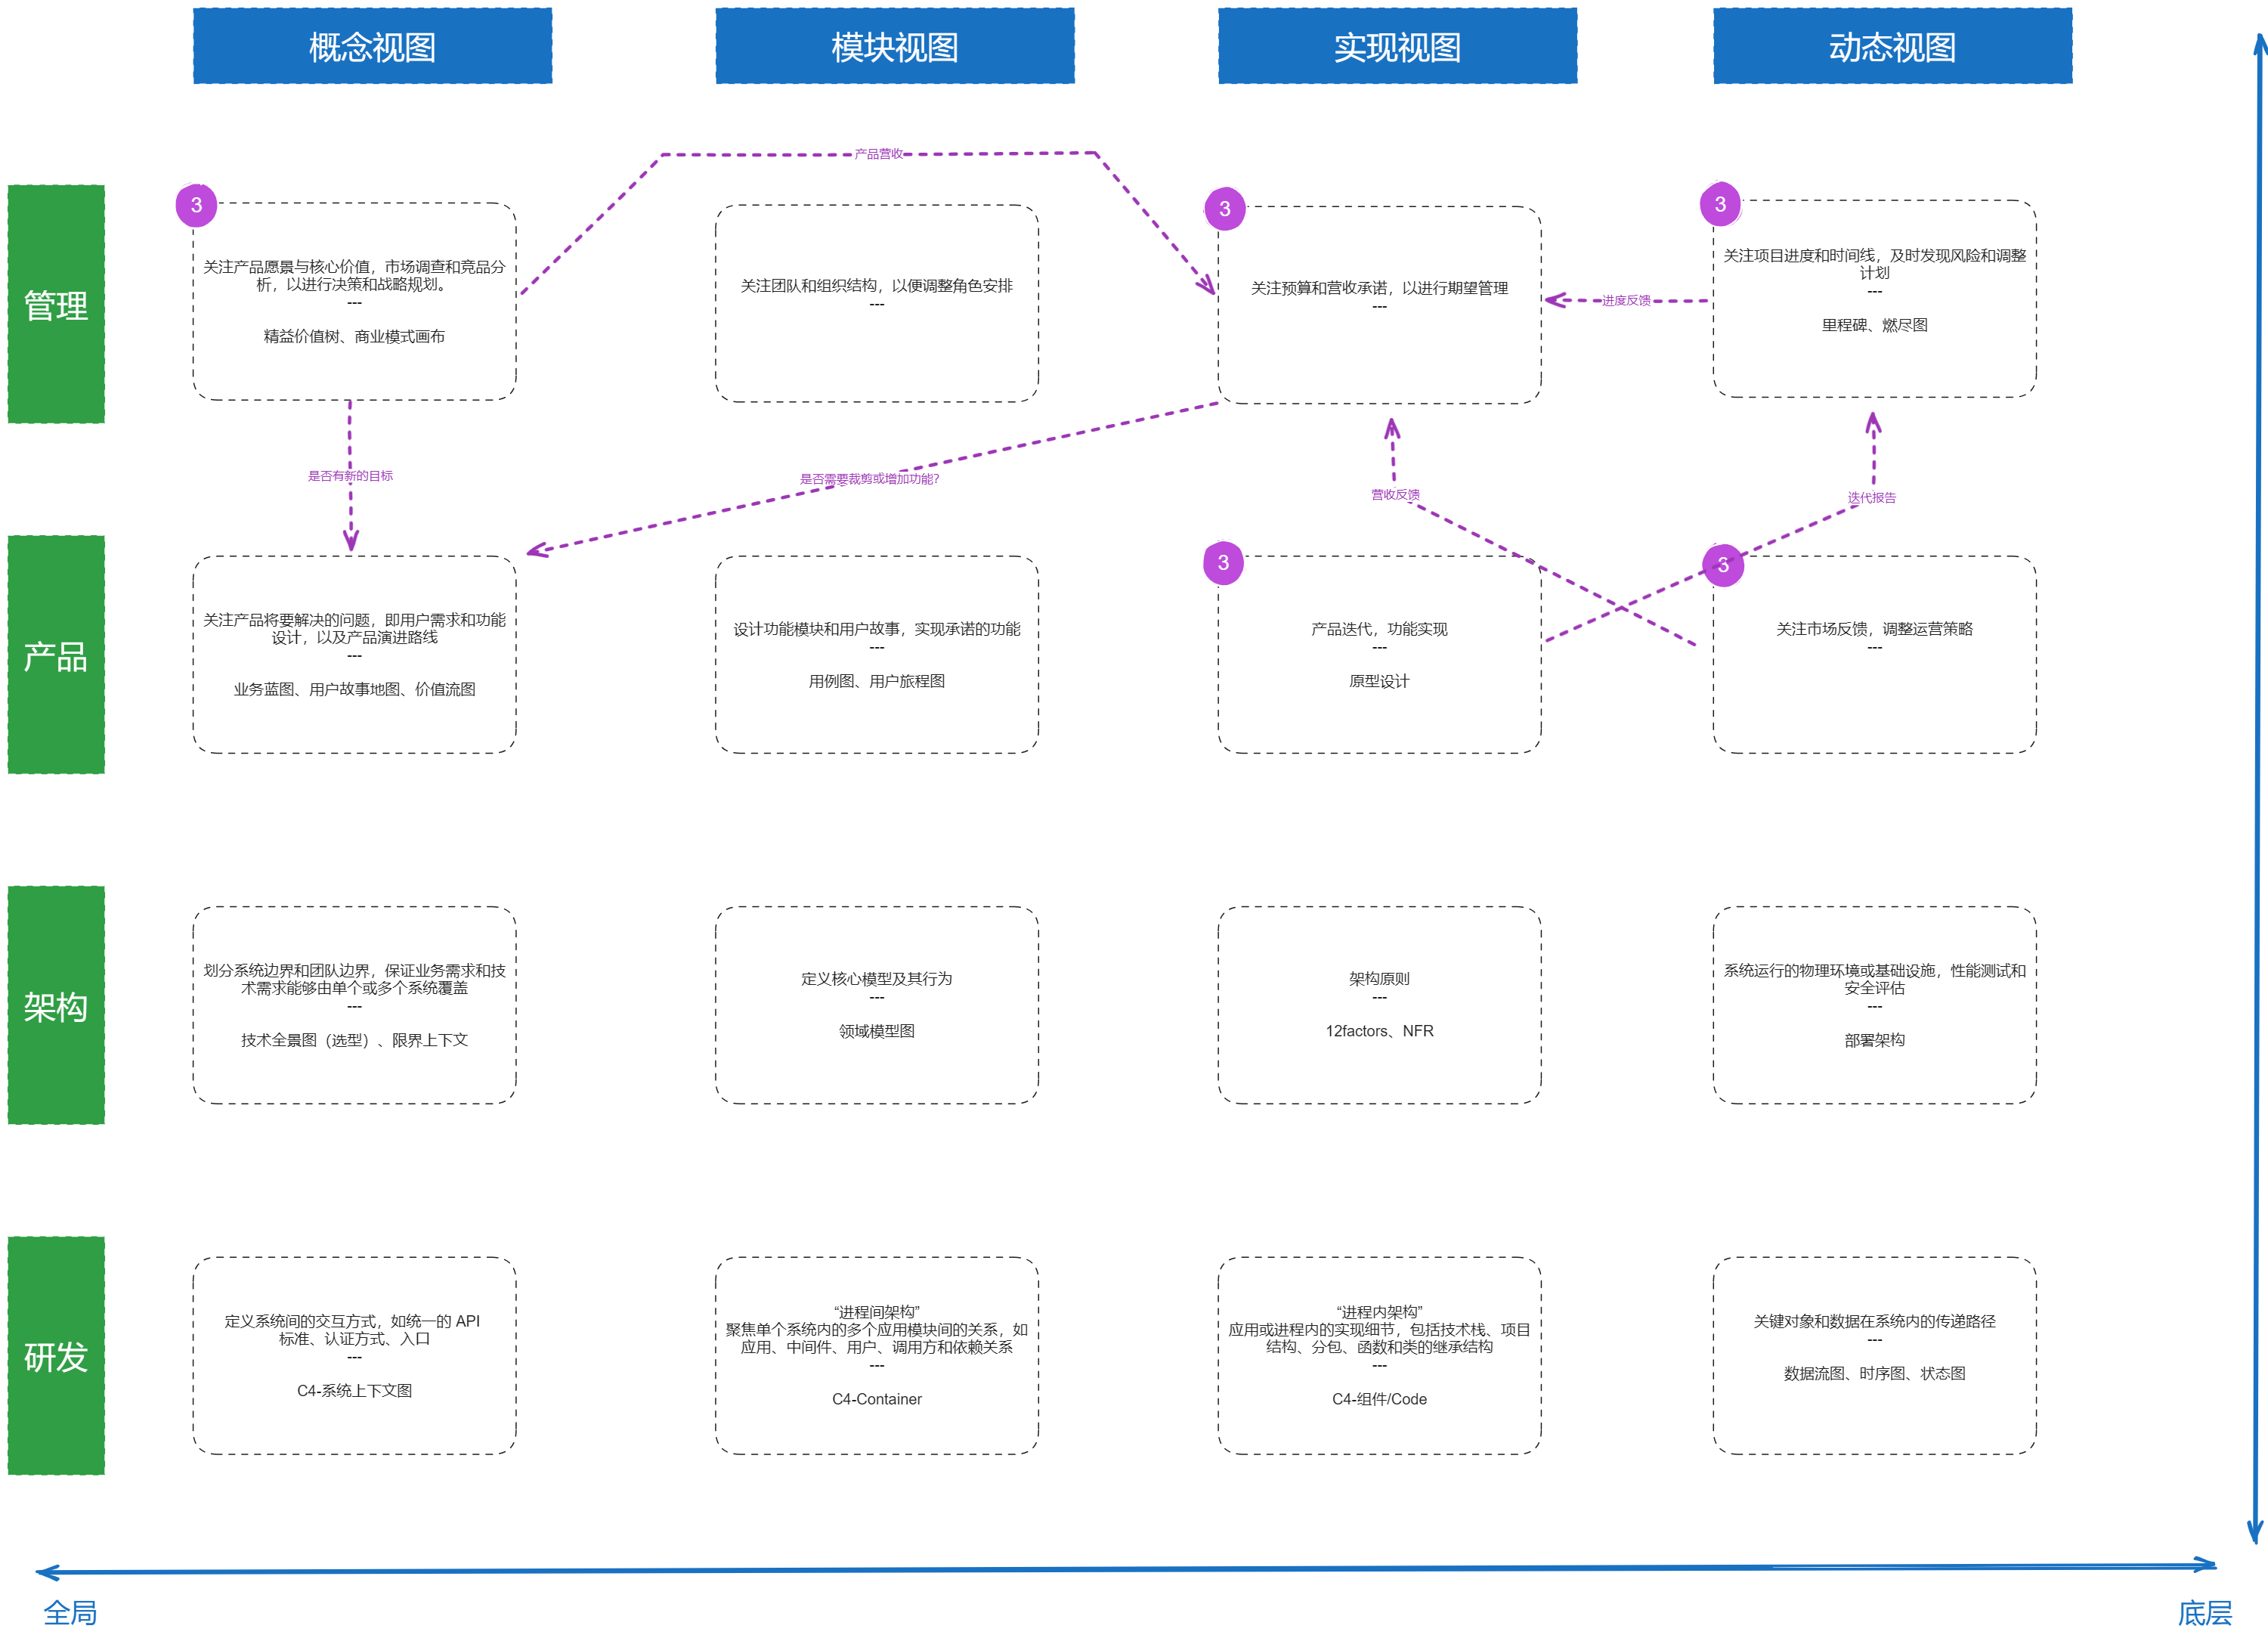 概念视图
模块视图
实现视图
动态视图
产品营收
管理
3
关注产品愿景与核心价值，市场调查和竞品分
析，以进行决策和战略规划。
---
精益价值树、商业模式画布
关注团队和组织结构，以便调整角色安排
---
3
关注预算和营收承诺，以进行期望管理
---
进度反馈
3
关注项目进度和时间线，及时发现风险和调整
计划
---
里程碑、燃尽图
是否有新的目标
是否需要裁剪或增加功能？
营收反馈
迭代报告
产品
关注产品将要解决的问题，即用户需求和功能
设计，以及产品演进路线
---
业务蓝图、用户故事地图、价值流图
设计功能模块和用户故事，实现承诺的功能
---
用例图、用户旅程图
3
产品迭代，功能实现
---
原型设计
3
关注市场反馈，调整运营策略
---
架构
划分系统边界和团队边界，保证业务需求和技
术需求能够由单个或多个系统覆盖
---
技术全景图（选型）、限界上下文
定义核心模型及其行为
---
领域模型图
架构原则
---
12factors、NFR
系统运行的物理环境或基础设施，性能测试和
安全评估
---
部署架构
研发
定义系统间的交互方式，如统一的 API
标准、认证方式、入口
---
C4-系统上下文图
“进程间架构”
聚焦单个系统内的多个应用模块间的关系，如
应用、中间件、用户、调用方和依赖关系
---
C4-Container
“进程内架构”
应用或进程内的实现细节，包括技术栈、项目
结构、分包、函数和类的继承结构
---
C4-组件/Code
关键对象和数据在系统内的传递路径
---
数据流图、时序图、状态图
全局
底层